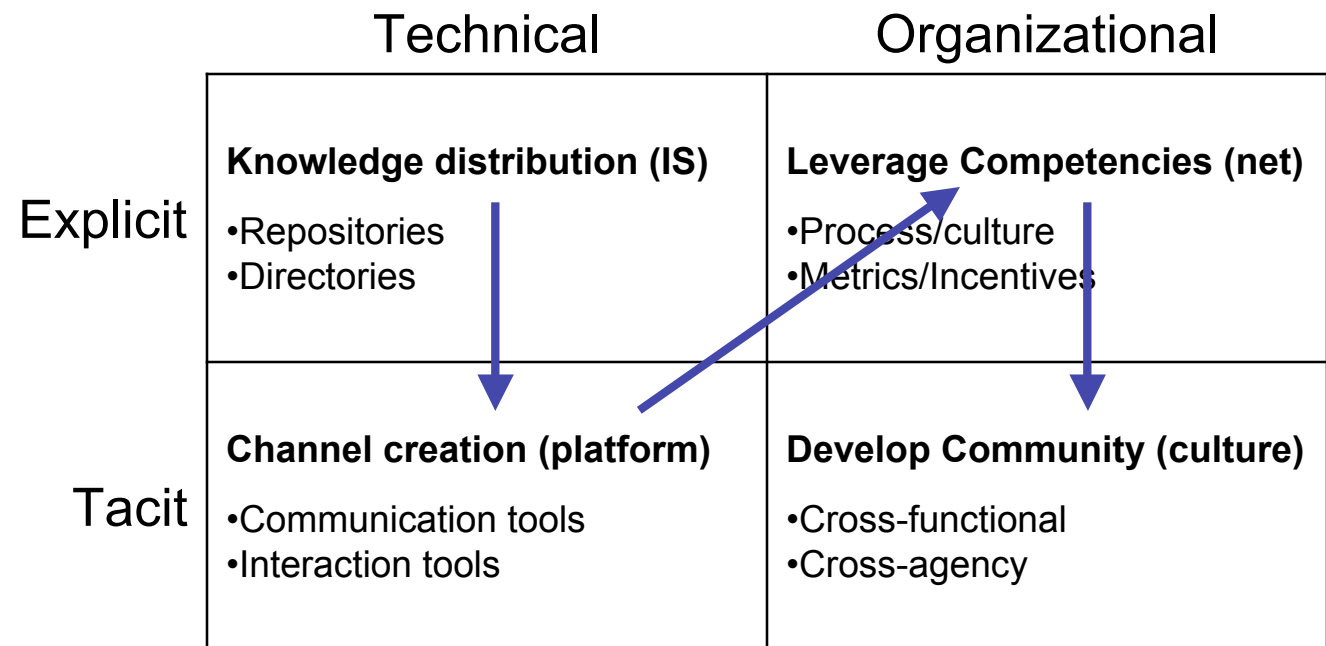 Technical
Organizational
Explicit
Knowledge distribution (IS)
•Repositories
•Directories
Leverage Competencies (net)
•Process/culture
•Metrics/Incentives
Tacit
Channel creation (platform)
•Communication tools
•Interaction tools
Develop Community (culture)
•Cross-functional
•Cross-agency